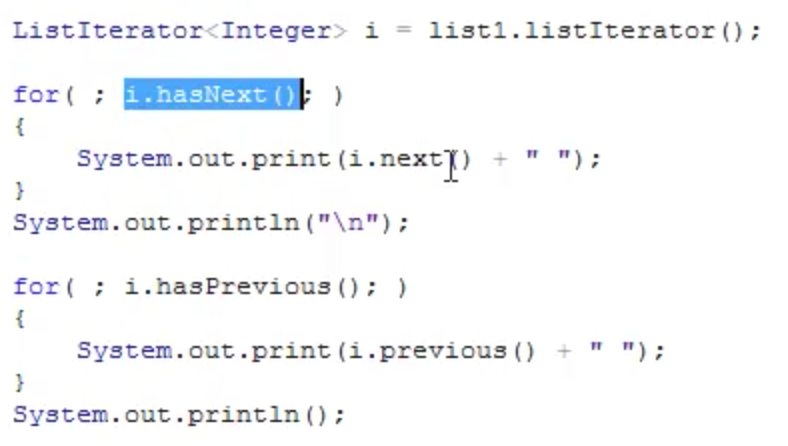 ListIterator<Integer> i = list1.listIterator();
for( ; i.hasNext(); )
{
System.out.print(i.next() + " ");
}
System.out.println("\n");
for( ; i.hasPrevious(); )
{
System.out.print(i.previous() + " ");
}
System.out.println();